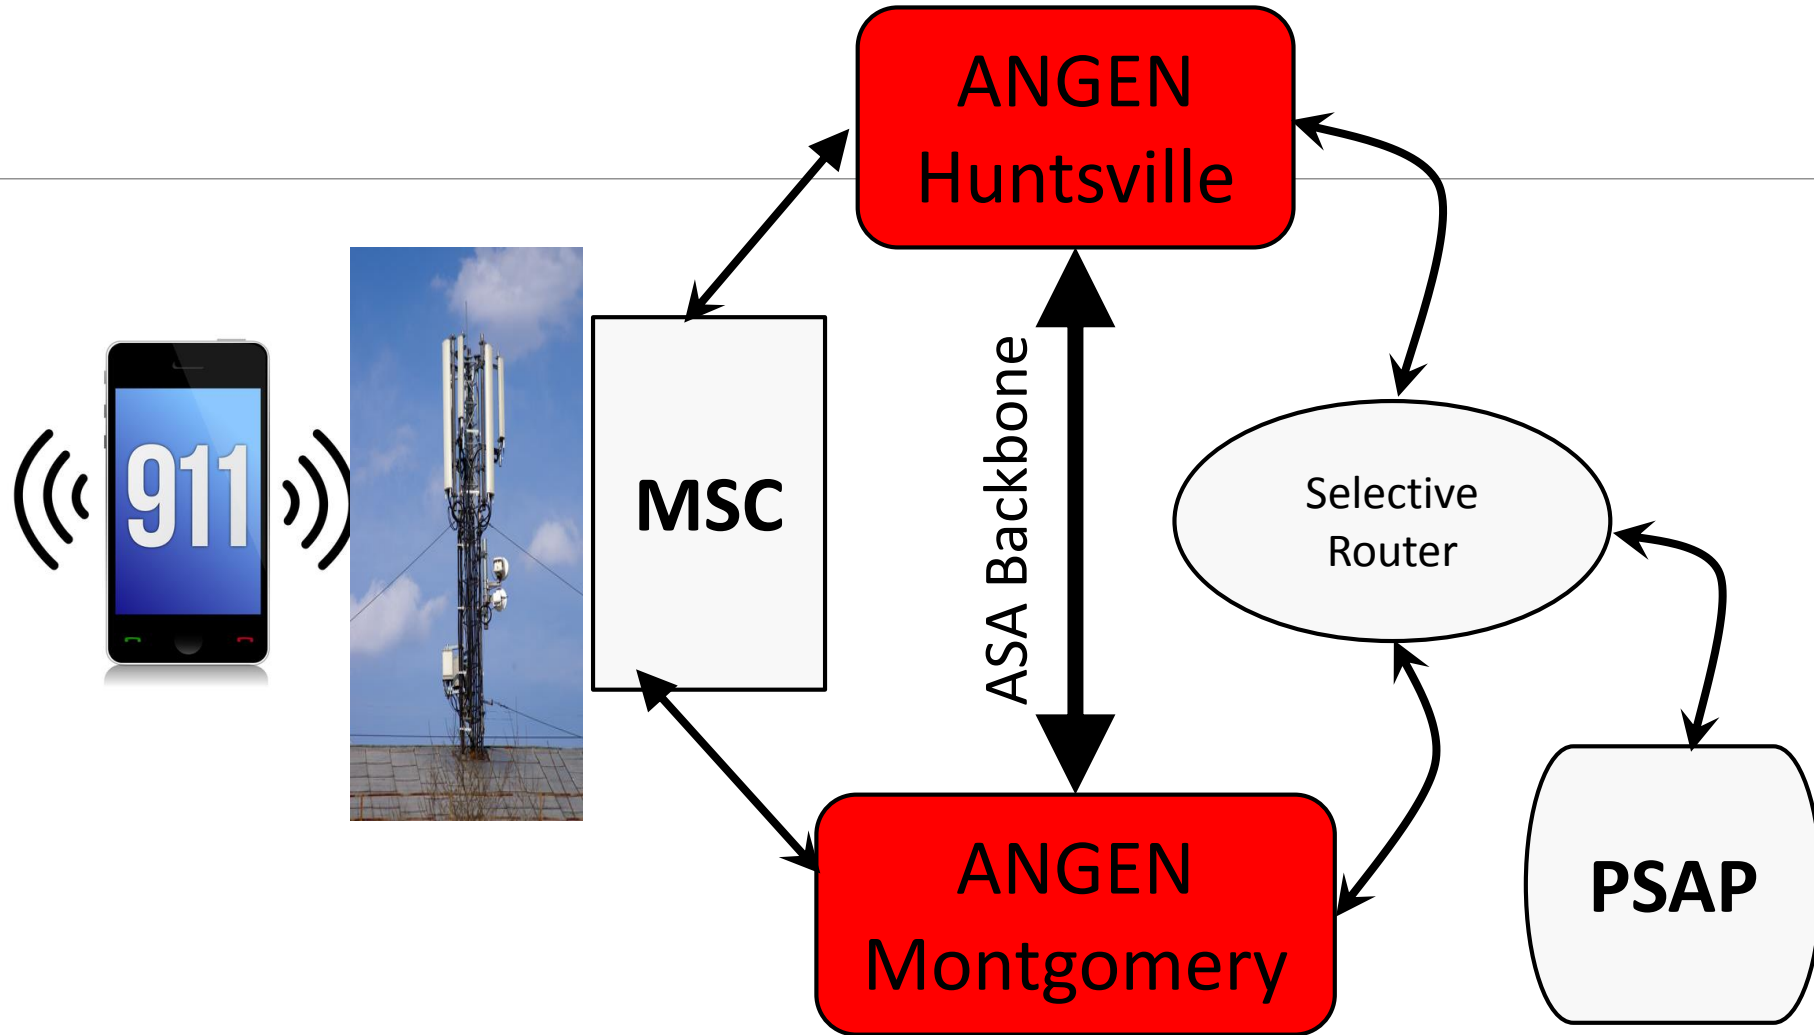 ANGEN
Huntsville
911
MSC
ASA Backbone
Selective
Router
ANGEN
Montgomery
PSAP